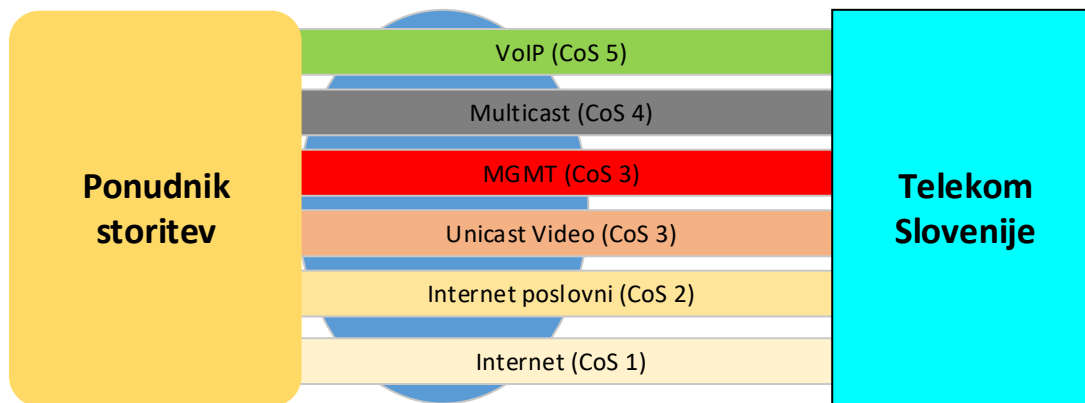 Ponudnik
storitev
VoIP (CoS 5)
Multicast (CoS 4)
MGMT (CoS 3)
Unicast Video (CoS 3)
Internet poslovni (CoS 2)
Internet (CoS 1)
Telekom
Slovenije